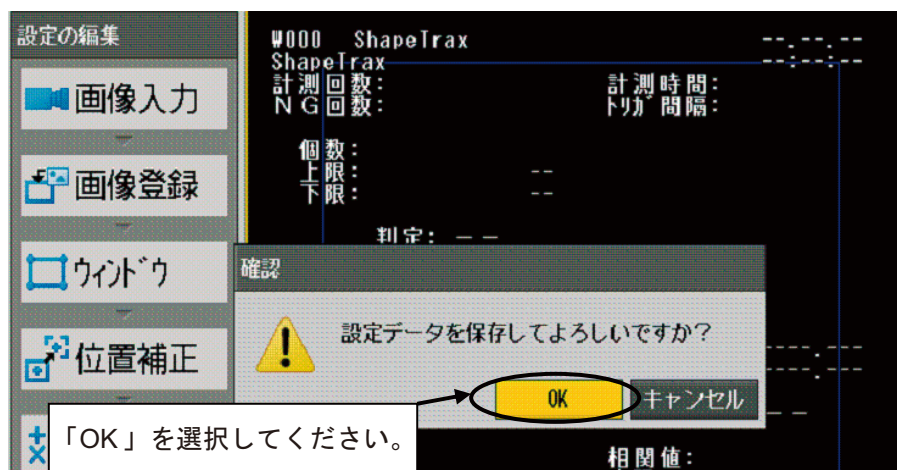 設定の編集
画像入力
画像登録
ウィンドウ
位置補正
W000 ShapeTrax
--.--.--
ShapeTrax
--:--:--
計測回数:
計測時間:
NG回数:
トリガ間隔:
個数:
上限: --
下限: --
判定: --
確認
設定データを保存してよろしいですか?
OK
キャンセル
「OK」を選択してください。
相関値: